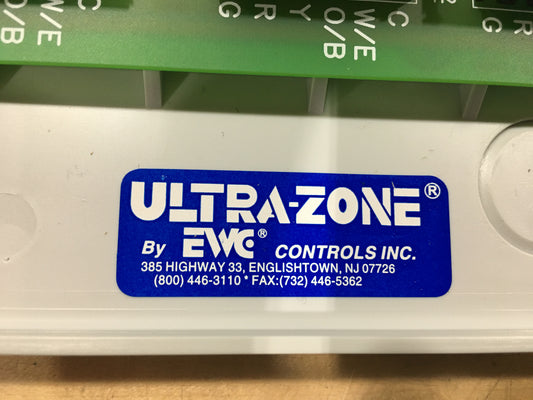 C
W/E
O/B
Y
R
G
C
W/E
O/B
R
G
ULTRA-ZONE®
By EWC® CONTROLS INC.
385 HIGHWAY 33, ENGLISHTOWN, NJ 07726
(800) 446-3110 * FAX:(732) 446-5362